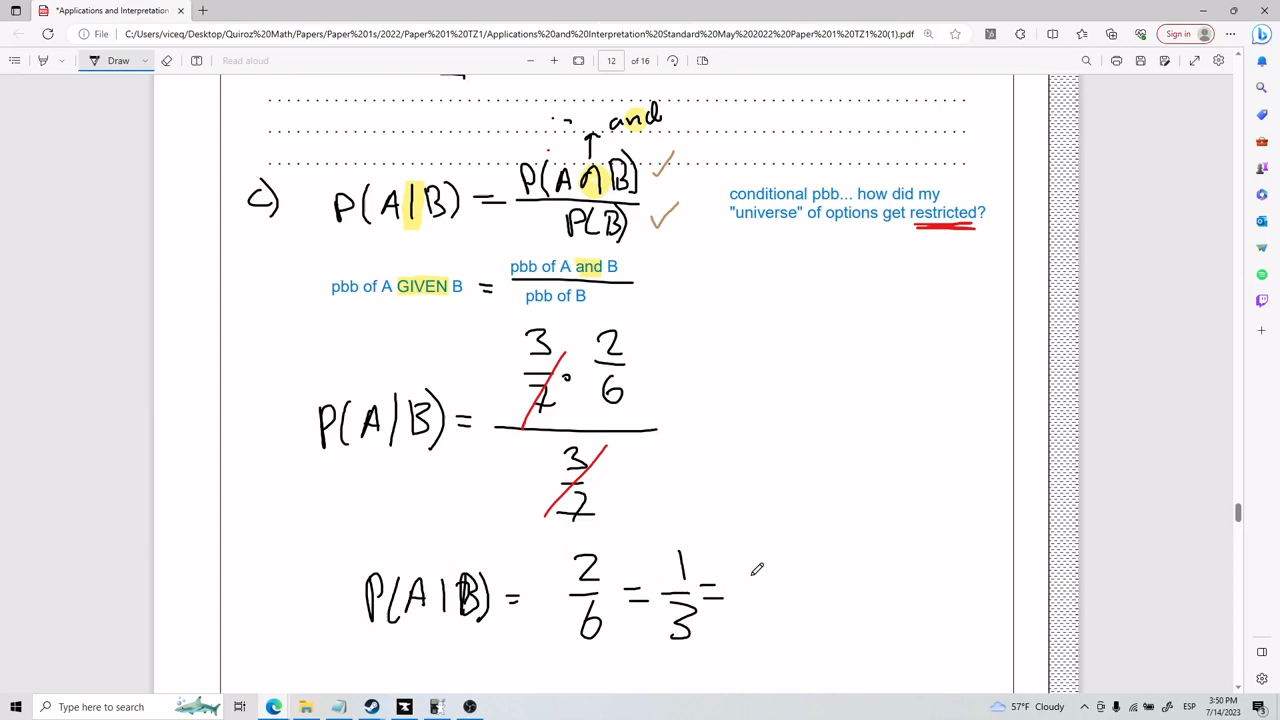 *Applications and Interpretation
File
C:/Users/viceq/Desktop/Quiroz%20Math/Papers/Paper%201s/2022/Paper%201%20TZ1/Applications%20and%20Interpretation%20Standard%20May%202022%20Paper%201%20TZ1%20(1).pdf
Sign in
Draw
Read aloud
12 of 16
and
c) P(A|B) = P(A ∩ B) / P(B)
conditional pbb... how did my
"universe" of options get restricted?
pbb of A GIVEN B = pbb of A and B / pbb of B
P(A|B) = 3/7 · 2/6 / 3/7
P(A|B) = 2/6 = 1/3 =
Type here to search
57°F Cloudy
ESP
3:50 PM
7/14/2023